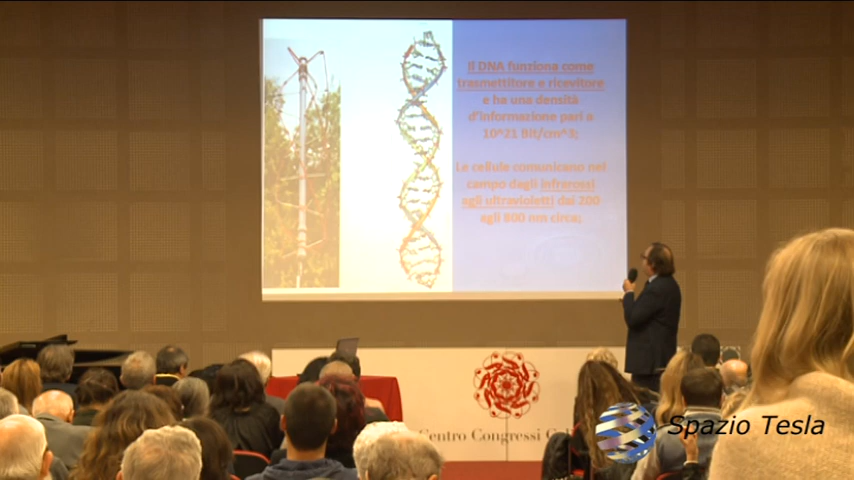 Il DNA funziona come
trasmettitore e ricevitore
e ha una densità
d'informazione pari a
10^21 Bit/cm^3;
Le cellule comunicano nel
campo degli infrarossi
agli ultravioletti dai 200
agli 800 nm circa;
Centro Congressi
Spazio Tesla